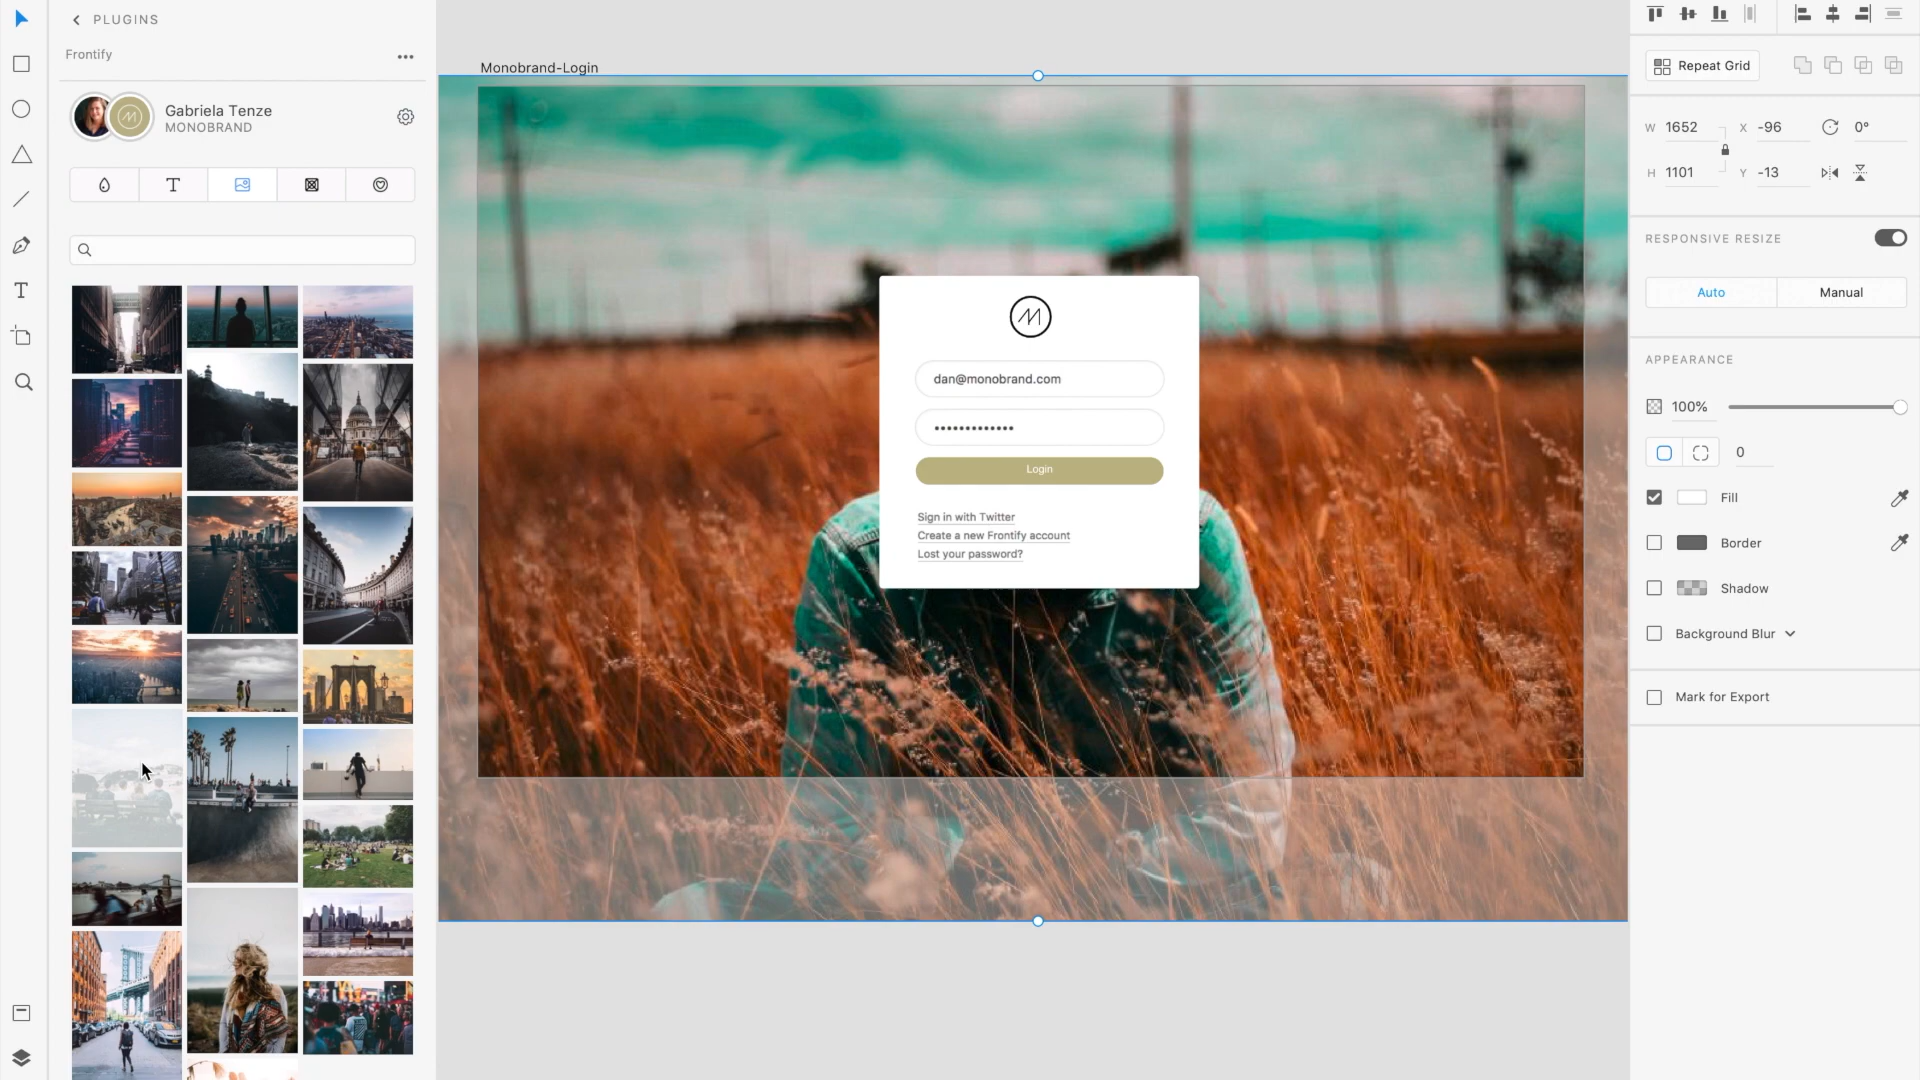 PLUGINS
Frontify
Gabriela Tenze
MONOBRAND
Monobrand-Login
dan@monobrand.com
•••••••••••••
Login
Sign in with Twitter
Create a new Frontify account
Lost your password?
Repeat Grid
W 1652 X -96 0°
H 1101 Y -13
RESPONSIVE RESIZE
Auto Manual
APPEARANCE
100%
0
Fill
Border
Shadow
Background Blur
Mark for Export